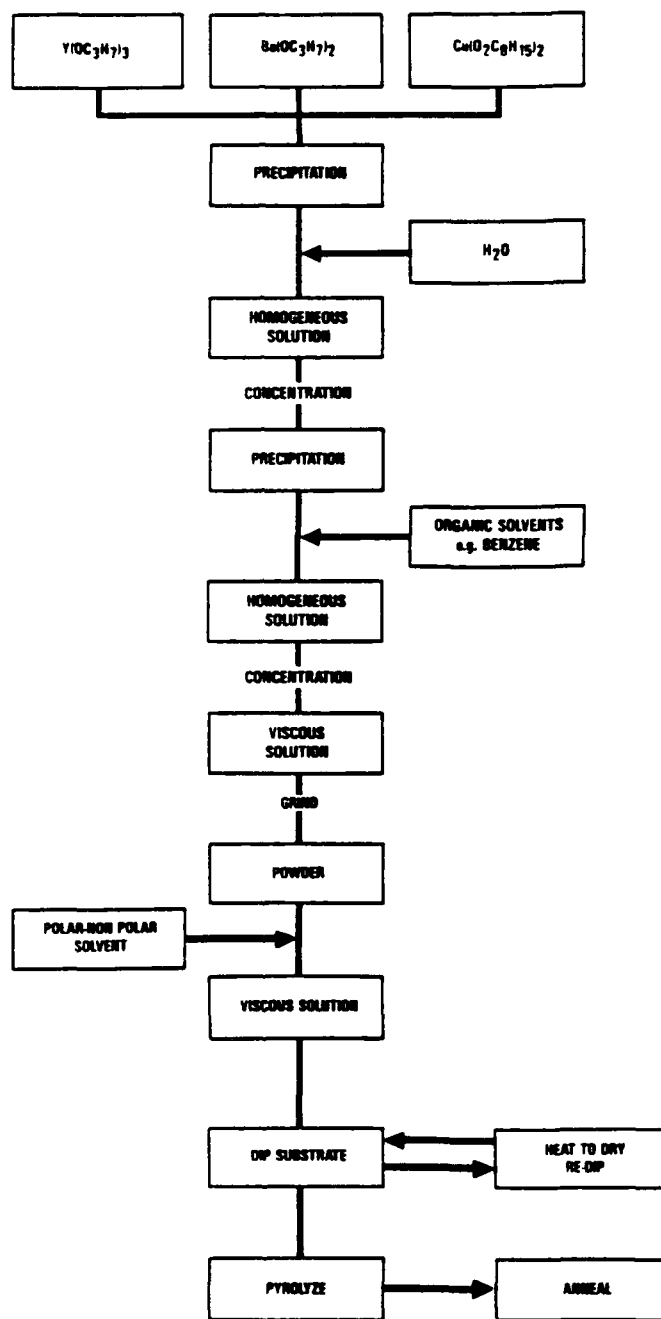 Y(OC3H7)3
Ba(OC3H7)2
Cu(O2C8H15)2
PRECIPITATION
H2O
HOMOGENEOUS
SOLUTION
CONCENTRATION
PRECIPITATION
ORGANIC SOLVENTS
e.g. BENZENE
HOMOGENEOUS
SOLUTION
CONCENTRATION
VISCOUS
SOLUTION
GRIND
POWDER
POLAR-NON POLAR
SOLVENT
VISCOUS SOLUTION
DIP SUBSTRATE
HEAT TO DRY
RE-DIP
PYROLYZE
ANNEAL